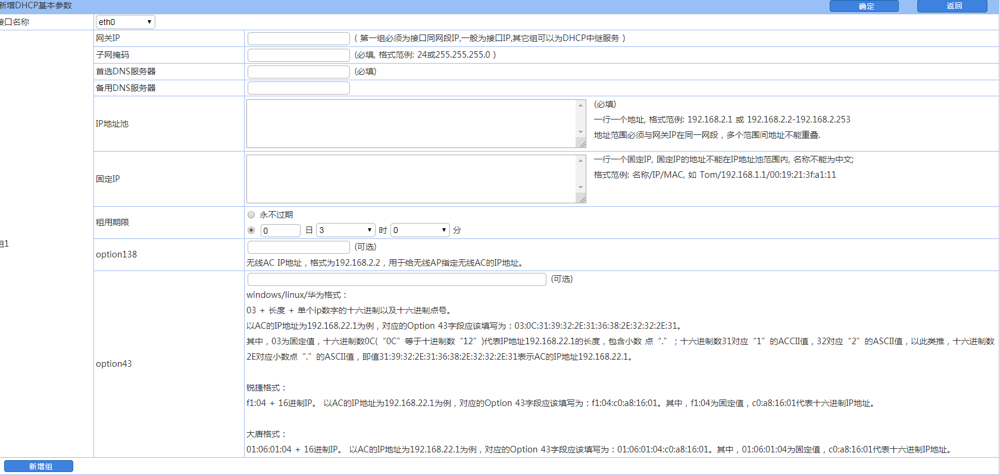 新增DHCP基本参数 确定 返回
接口名称 eth0
网关IP ( 第一组必须为接口同网段IP,一般为接口IP,其它组可以为DHCP中继服务 )
子网掩码 (必填, 格式范例: 24或255.255.255.0 )
首选DNS服务器 (必填)
备用DNS服务器
IP地址池
(必填)
一行一个地址, 格式范例: 192.168.2.1 或 192.168.2.2-192.168.2.253
地址范围必须与网关IP在同一网段，多个范围间地址不能重叠.
固定IP
一行一个固定IP, 固定IP的地址不能在IP地址池范围内, 名称不能为中文;
格式范例: 名称/IP/MAC, 如 Tom/192.168.1.1/00:19:21:3f:a1:11
租用期限
永不过期
0 日 3 时 0 分
组1
option138
(可选)
无线AC IP地址，格式为192.168.2.2，用于给无线AP指定无线AC的IP地址。
option43
(可选)
windows/linux/华为格式：
03 + 长度 + 单个ip数字的十六进制以及十六进制点号。
以AC的IP地址为192.168.22.1为例，对应的Option 43字段应该填写为：03:0C:31:39:32:2E:31:36:38:2E:32:32:2E:31。
其中，03为固定值，十六进制数0C(“0C”等于十进制数“12”)代表IP地址192.168.22.1的长度，包含小数 点“.”；十六进制数31对应“1”的ACCII值，32对应“2”的ASCII值，以此类推，十六进制数
2E对应小数点“.”的ASCII值，即值31:39:32:2E:31:36:38:2E:32:32:2E:31表示AC的IP地址192.168.22.1。
锐捷格式：
f1:04 + 16进制IP。 以AC的IP地址为192.168.22.1为例，对应的Option 43字段应该填写为：f1:04:c0:a8:16:01。其中，f1:04为固定值，c0:a8:16:01代表十六进制IP地址。
大唐格式：
01:06:01:04 + 16进制IP。 以AC的IP地址为192.168.22.1为例，对应的Option 43字段应该填写为：01:06:01:04:c0:a8:16:01。其中，01:06:01:04为固定值，c0:a8:16:01代表十六进制IP地址。
新增组